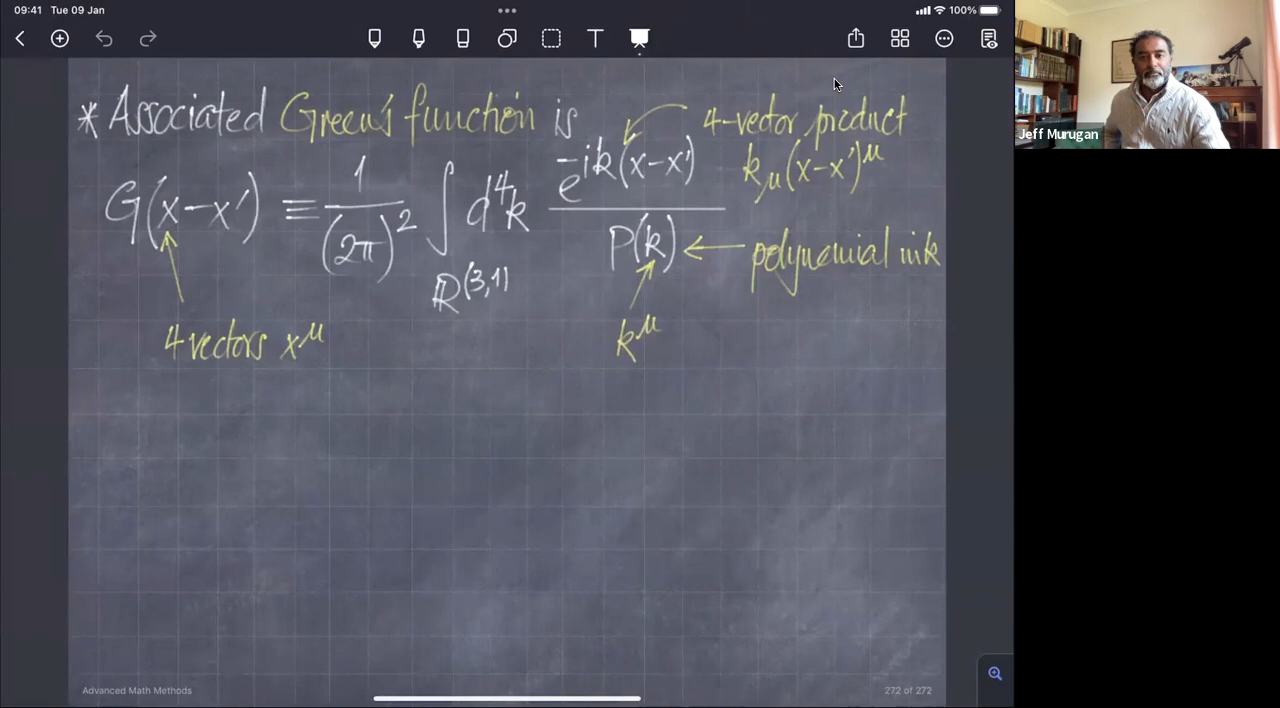 09:41 Tue 09 Jan
100%
Jeff Murugan
* Associated Green's function is
4-vector product
k_μ(x-x')^μ
G(x-x') ≡ 1/(2π)^2 ∫_{ℝ^(3,1)} d^4k e^{-ik(x-x')}/P(k)
polynomial in k
4 vectors x^μ
k^μ
Advanced Math Methods
272 of 272